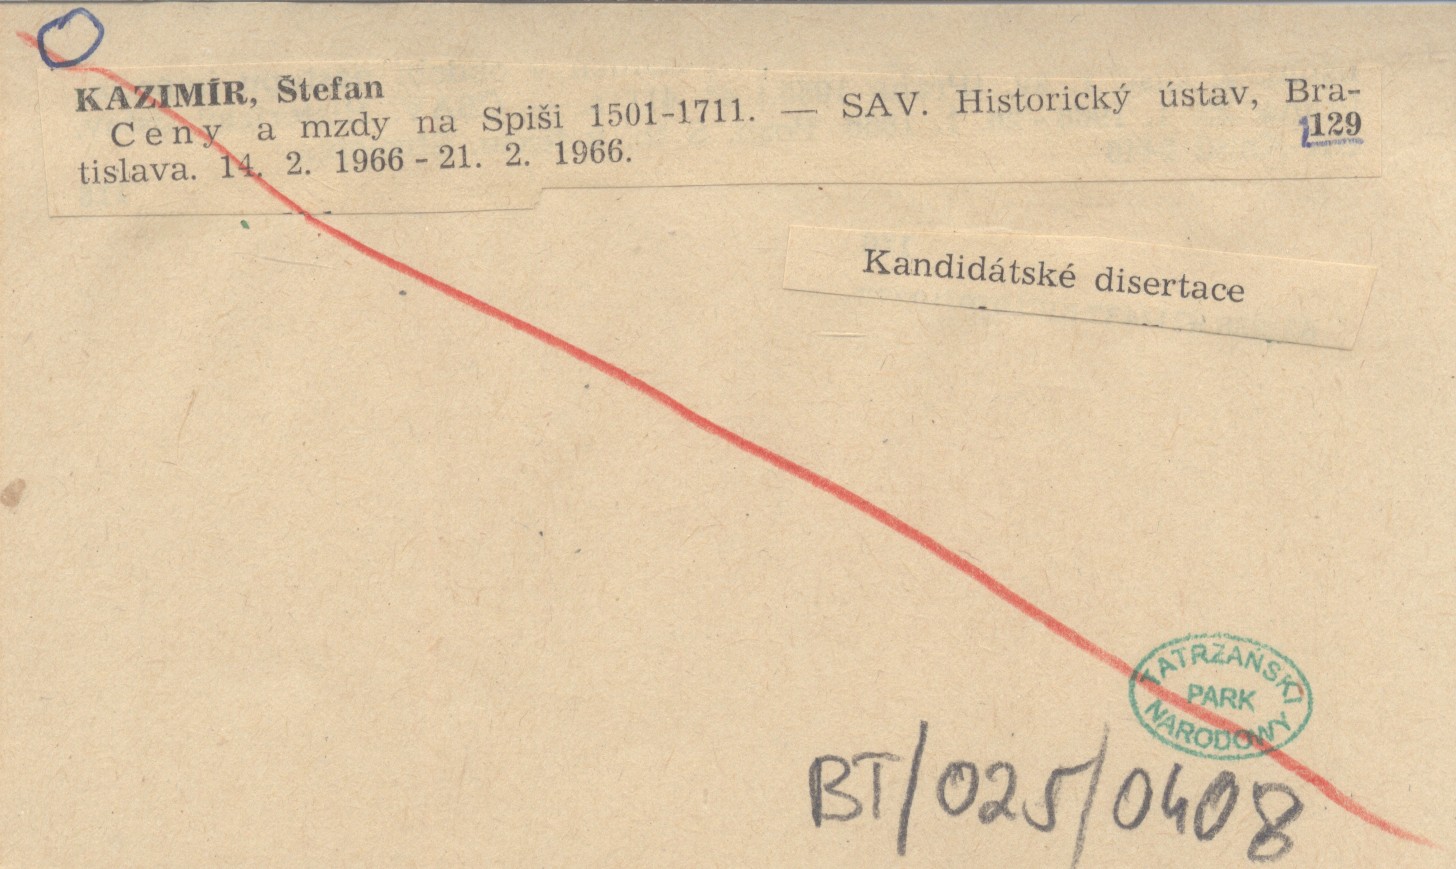 KAZIMÍR, Štefan
Ceny a mzdy na Spiši 1501-1711. — SAV. Historický ústav, Bra-
tislava. 14. 2. 1966 - 21. 2. 1966.
129
Kandidátské disertace
TATRZAŃSKI
PARK
NARODOWY
BT/025/0408